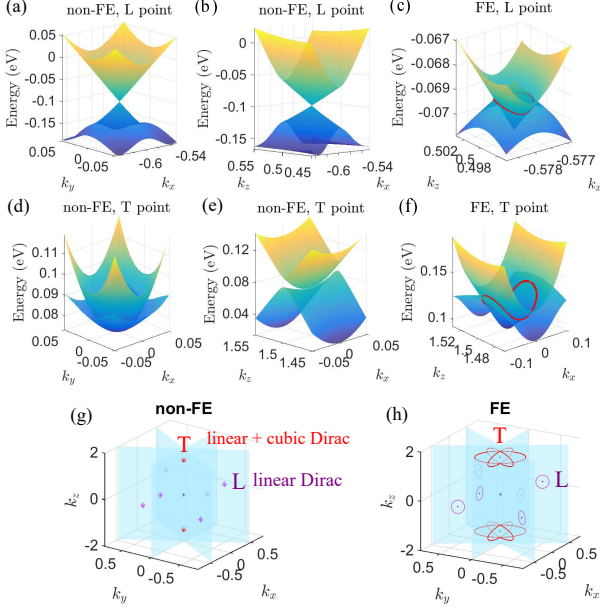 (a) non-FE, L point
0.05
0
-0.05
-0.1
-0.15
Energy (eV)
0.05 0 -0.05
-0.6 -0.54
k_y k_x
(b) non-FE, L point
0
-0.05
-0.1
-0.15
Energy (eV)
0.55 0.5 0.45
-0.6 -0.54
k_z k_x
(c) FE, L point
-0.067
-0.068
-0.069
-0.07
Energy (eV)
0.502 0.5 0.498
-0.578 -0.577
k_z k_x
(d) non-FE, T point
0.11
0.1
0.09
0.08
Energy (eV)
0.05 0 -0.05
-0.05 0 0.05
k_y k_x
(e) non-FE, T point
0.12
0.08
0.04
Energy (eV)
1.55 1.5 1.45
-0.05 0 0.05
k_z k_x
(f) FE, T point
0.15
0.1
Energy (eV)
1.52 1.5 1.48
-0.1 0 0.1
k_z k_x
(g) non-FE
T linear + cubic Dirac
L linear Dirac
2
0
-2
k_z
0.5 0 -0.5
-0.5 0 0.5
k_y k_x
(h) FE
T
L
2
0
-2
k_z
0.5 0 -0.5
-0.5 0 0.5
k_y k_x